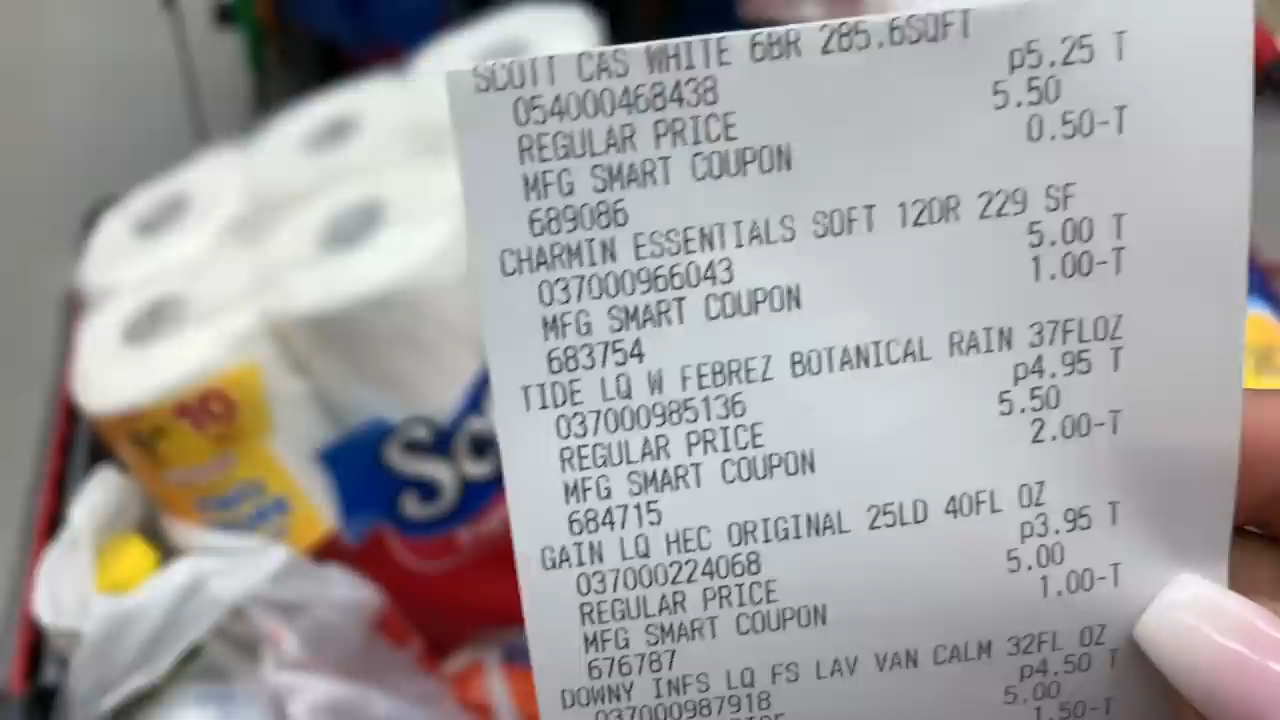 SCOTT CAS WHITE 6BR 285.6SQFT
054000468438 p5.25 T
REGULAR PRICE 5.50
MFG SMART COUPON 0.50-T
689086
CHARMIN ESSENTIALS SOFT 12DR 229 SF
037000966043 5.00 T
MFG SMART COUPON 1.00-T
683754
TIDE LQ W FEBREZ BOTANICAL RAIN 37FLOZ
037000985136 p4.95 T
REGULAR PRICE 5.50
MFG SMART COUPON 2.00-T
684715
GAIN LQ HEC ORIGINAL 25LD 40FL OZ
037000224068 p3.95 T
REGULAR PRICE 5.00
MFG SMART COUPON 1.00-T
676787
DOWNY INFS LQ FS LAV VAN CALM 32FL OZ
037000987918 p4.50 T
5.00
1.50-T
Sc
10